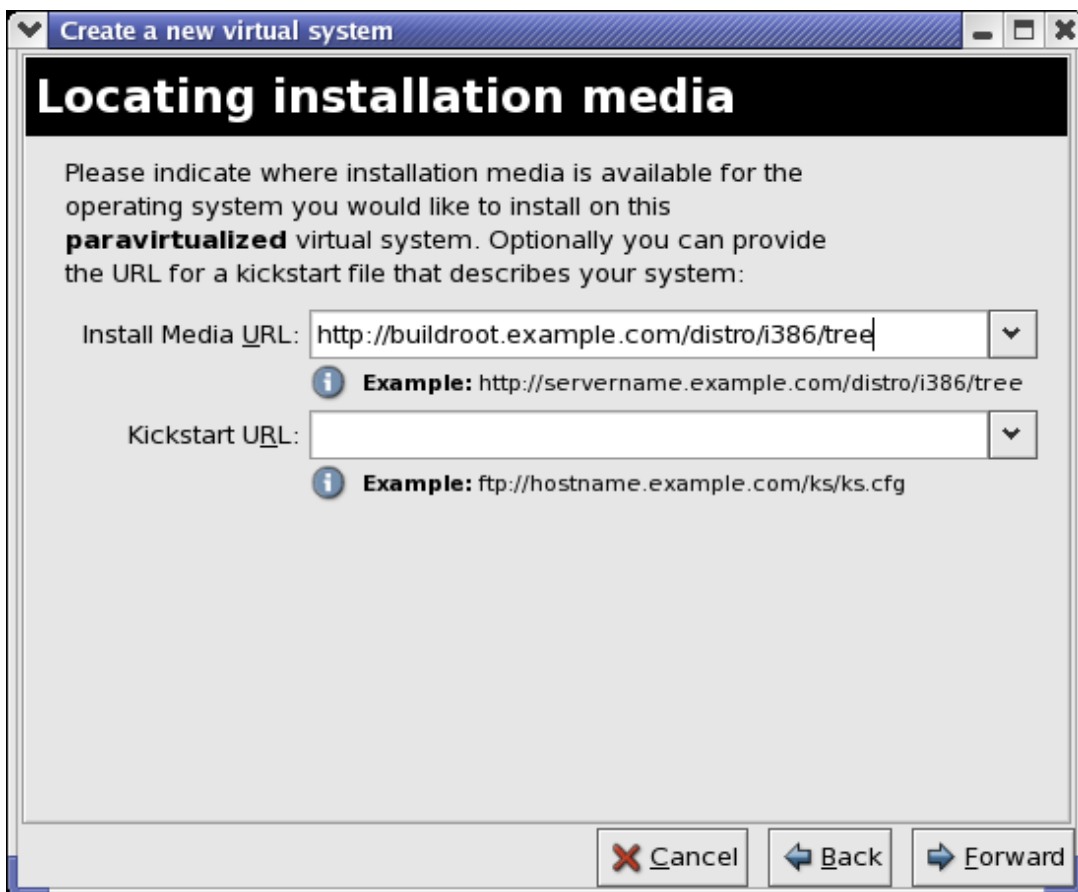 Create a new virtual system
Locating installation media
Please indicate where installation media is available for the
operating system you would like to install on this
paravirtualized virtual system. Optionally you can provide
the URL for a kickstart file that describes your system:
Install Media URL: http://buildroot.example.com/distro/i386/tree
Example: http://servername.example.com/distro/i386/tree
Kickstart URL:
Example: ftp://hostname.example.com/ks/ks.cfg
Cancel Back Forward